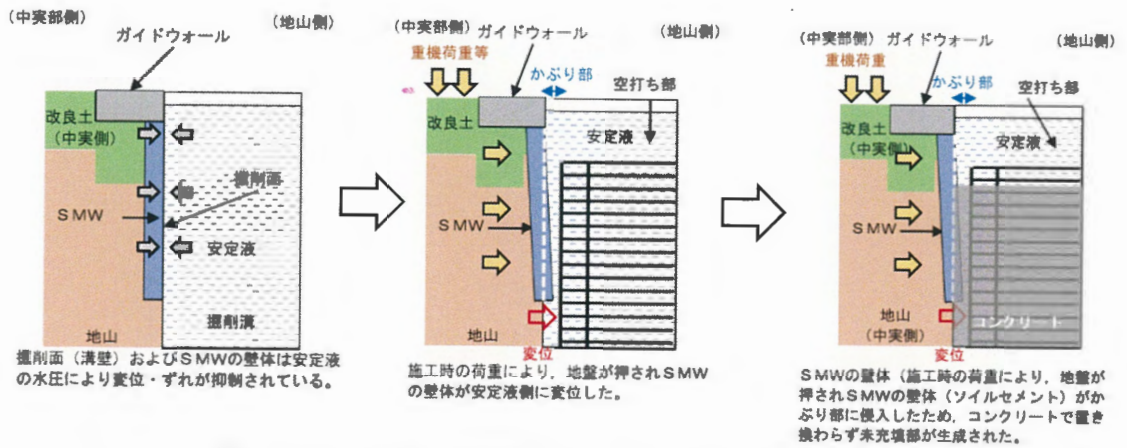 (中実部側)
(地山側)
ガイドウォール
改良土
(中実側)
掘削面
SMW
安定液
掘削溝
地山
掘削面（溝壁）およびSMWの壁体は安定液
の水圧により変位・ずれが抑制されている。
(中実部側)
(地山側)
ガイドウォール
重機荷重等
かぶり部
空打ち部
改良土
安定液
SMW
地山
変位
施工時の荷重により，地盤が押されSMW
の壁体が安定液側に変位した。
(中実部側)
ガイドウォール
(地山側)
重機荷重
かぶり部
空打ち部
改良土
(中実側)
安定液
SMW
地山
(中実側)
コンクリート
変位
SMWの壁体（施工時の荷重により，地盤が
押されSMWの壁体（ソイルセメント）がか
ぶり部に侵入したため，コンクリートで置き
換わらず未充填部が生成された。